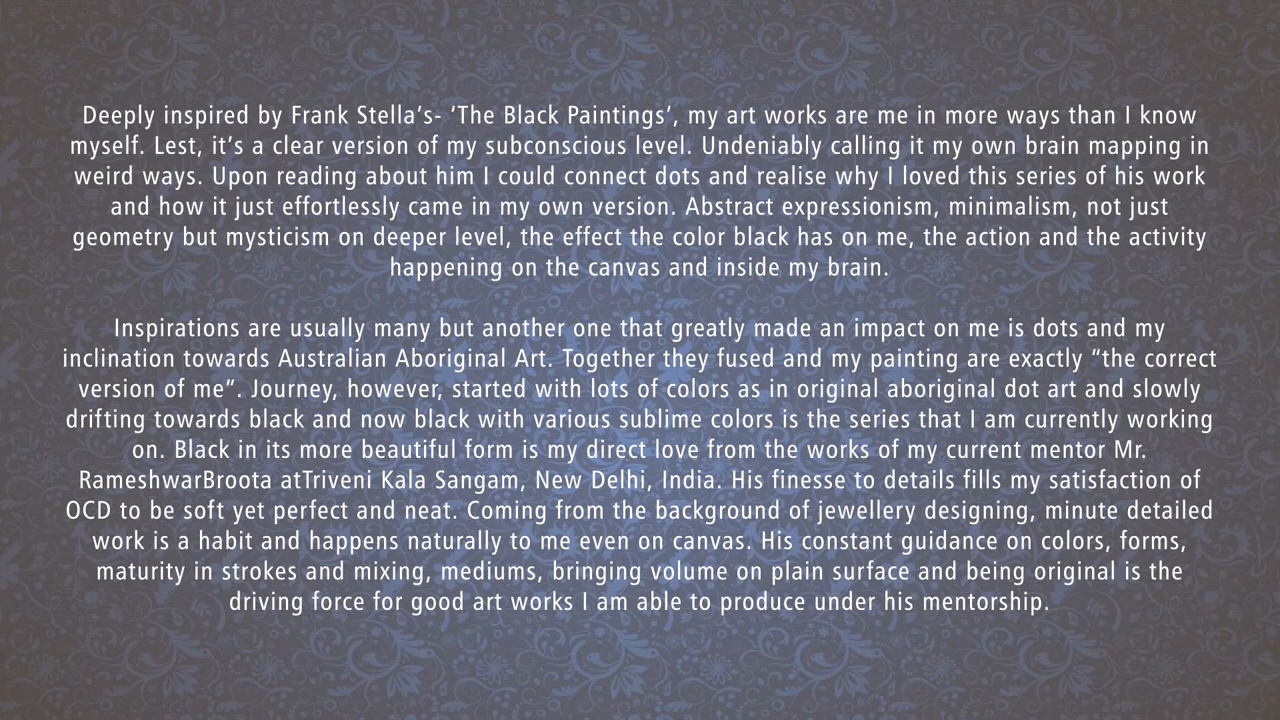 Deeply inspired by Frank Stella’s- ‘The Black Paintings’, my art works are me in more ways than I know
myself. Lest, it’s a clear version of my subconscious level. Undeniably calling it my own brain mapping in
weird ways. Upon reading about him I could connect dots and realise why I loved this series of his work
and how it just effortlessly came in my own version. Abstract expressionism, minimalism, not just
geometry but mysticism on deeper level, the effect the color black has on me, the action and the activity
happening on the canvas and inside my brain.
Inspirations are usually many but another one that greatly made an impact on me is dots and my
inclination towards Australian Aboriginal Art. Together they fused and my painting are exactly “the correct
version of me”. Journey, however, started with lots of colors as in original aboriginal dot art and slowly
drifting towards black and now black with various sublime colors is the series that I am currently working
on. Black in its more beautiful form is my direct love from the works of my current mentor Mr.
RameshwarBroota atTriveni Kala Sangam, New Delhi, India. His finesse to details fills my satisfaction of
OCD to be soft yet perfect and neat. Coming from the background of jewellery designing, minute detailed
work is a habit and happens naturally to me even on canvas. His constant guidance on colors, forms,
maturity in strokes and mixing, mediums, bringing volume on plain surface and being original is the
driving force for good art works I am able to produce under his mentorship.